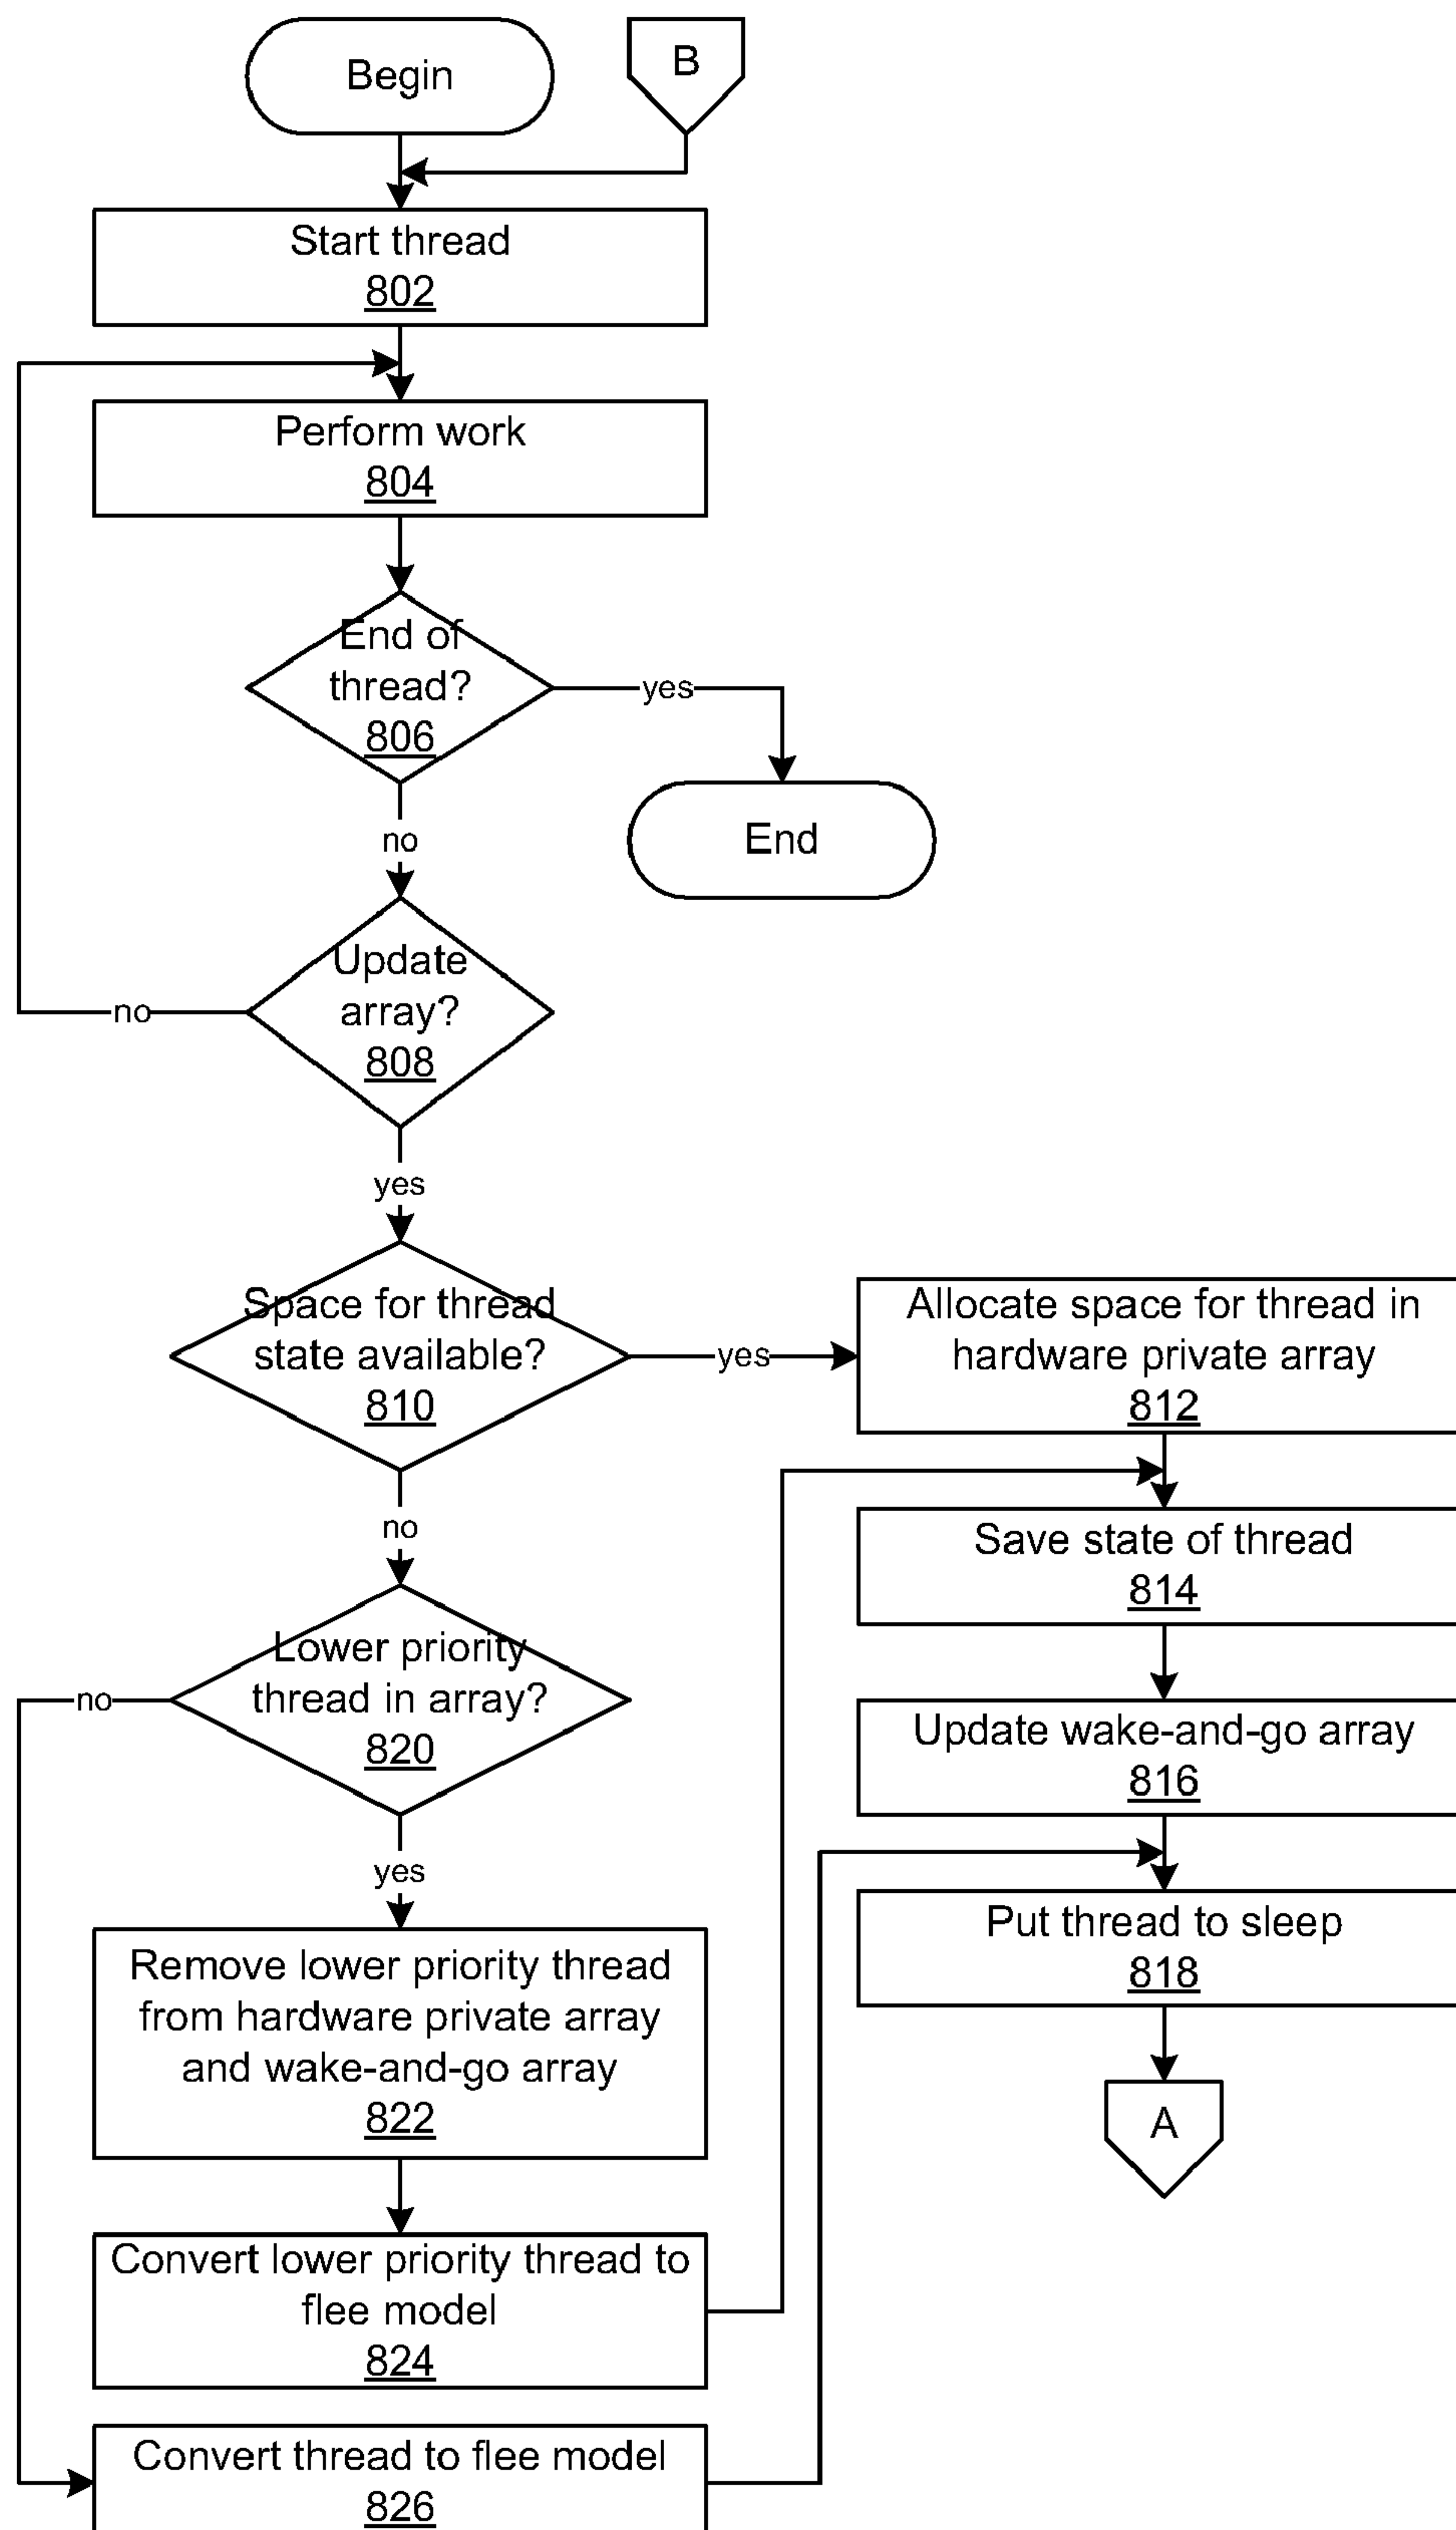 Begin
B
Start thread
802
Perform work
804
End of
thread?
806
yes
End
no
Update
array?
808
no
yes
Space for thread
state available?
810
yes
Allocate space for thread in
hardware private array
812
no
Save state of thread
814
Lower priority
thread in array?
820
no
Update wake-and-go array
816
yes
Put thread to sleep
818
Remove lower priority thread
from hardware private array
and wake-and-go array
822
A
Convert lower priority thread to
flee model
824
Convert thread to flee model
826